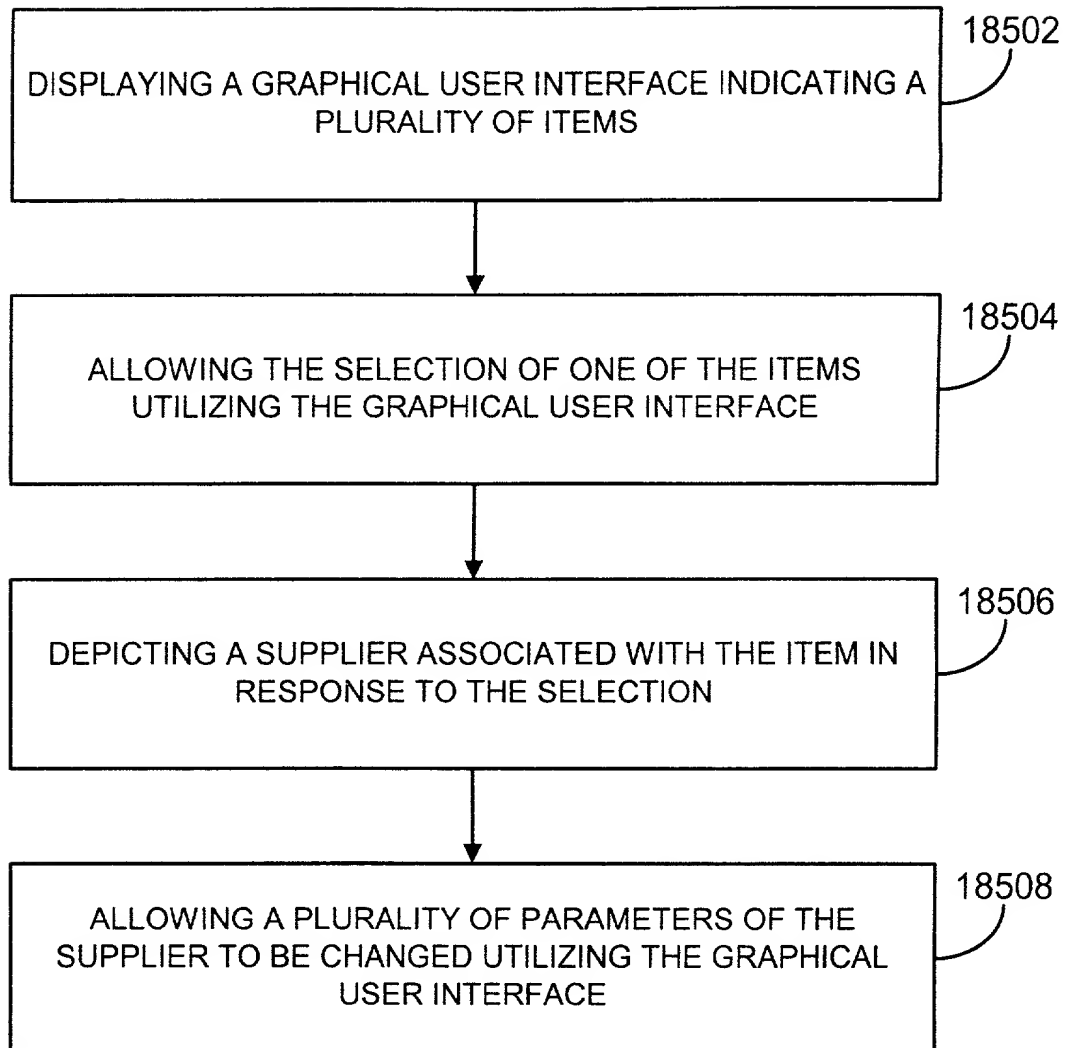 18502
DISPLAYING A GRAPHICAL USER INTERFACE INDICATING A
PLURALITY OF ITEMS
18504
ALLOWING THE SELECTION OF ONE OF THE ITEMS
UTILIZING THE GRAPHICAL USER INTERFACE
18506
DEPICTING A SUPPLIER ASSOCIATED WITH THE ITEM IN
RESPONSE TO THE SELECTION
18508
ALLOWING A PLURALITY OF PARAMETERS OF THE
SUPPLIER TO BE CHANGED UTILIZING THE GRAPHICAL
USER INTERFACE